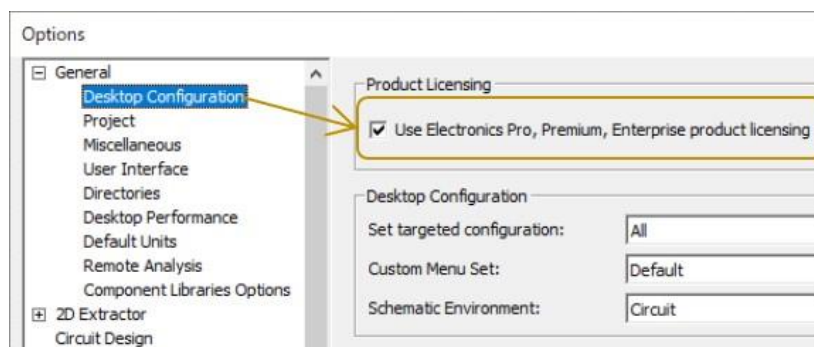 Options
General
Desktop Configuration
Project
Miscellaneous
User Interface
Directories
Desktop Performance
Default Units
Remote Analysis
Component Libraries Options
2D Extractor
Circuit Design
Product Licensing
Use Electronics Pro, Premium, Enterprise product licensing
Desktop Configuration
Set targeted configuration: All
Custom Menu Set: Default
Schematic Environment: Circuit